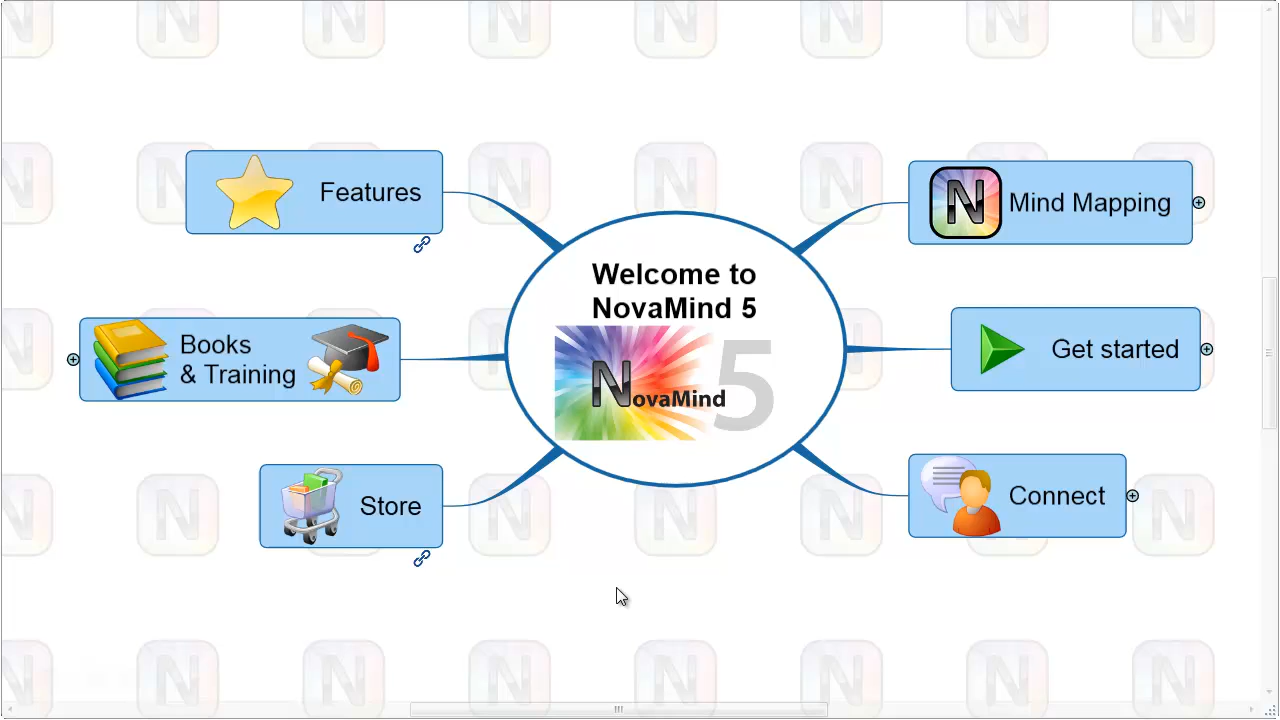 Features
Books
& Training
Store
Welcome to
NovaMind 5
NovaMind 5
N Mind Mapping
Get started
Connect